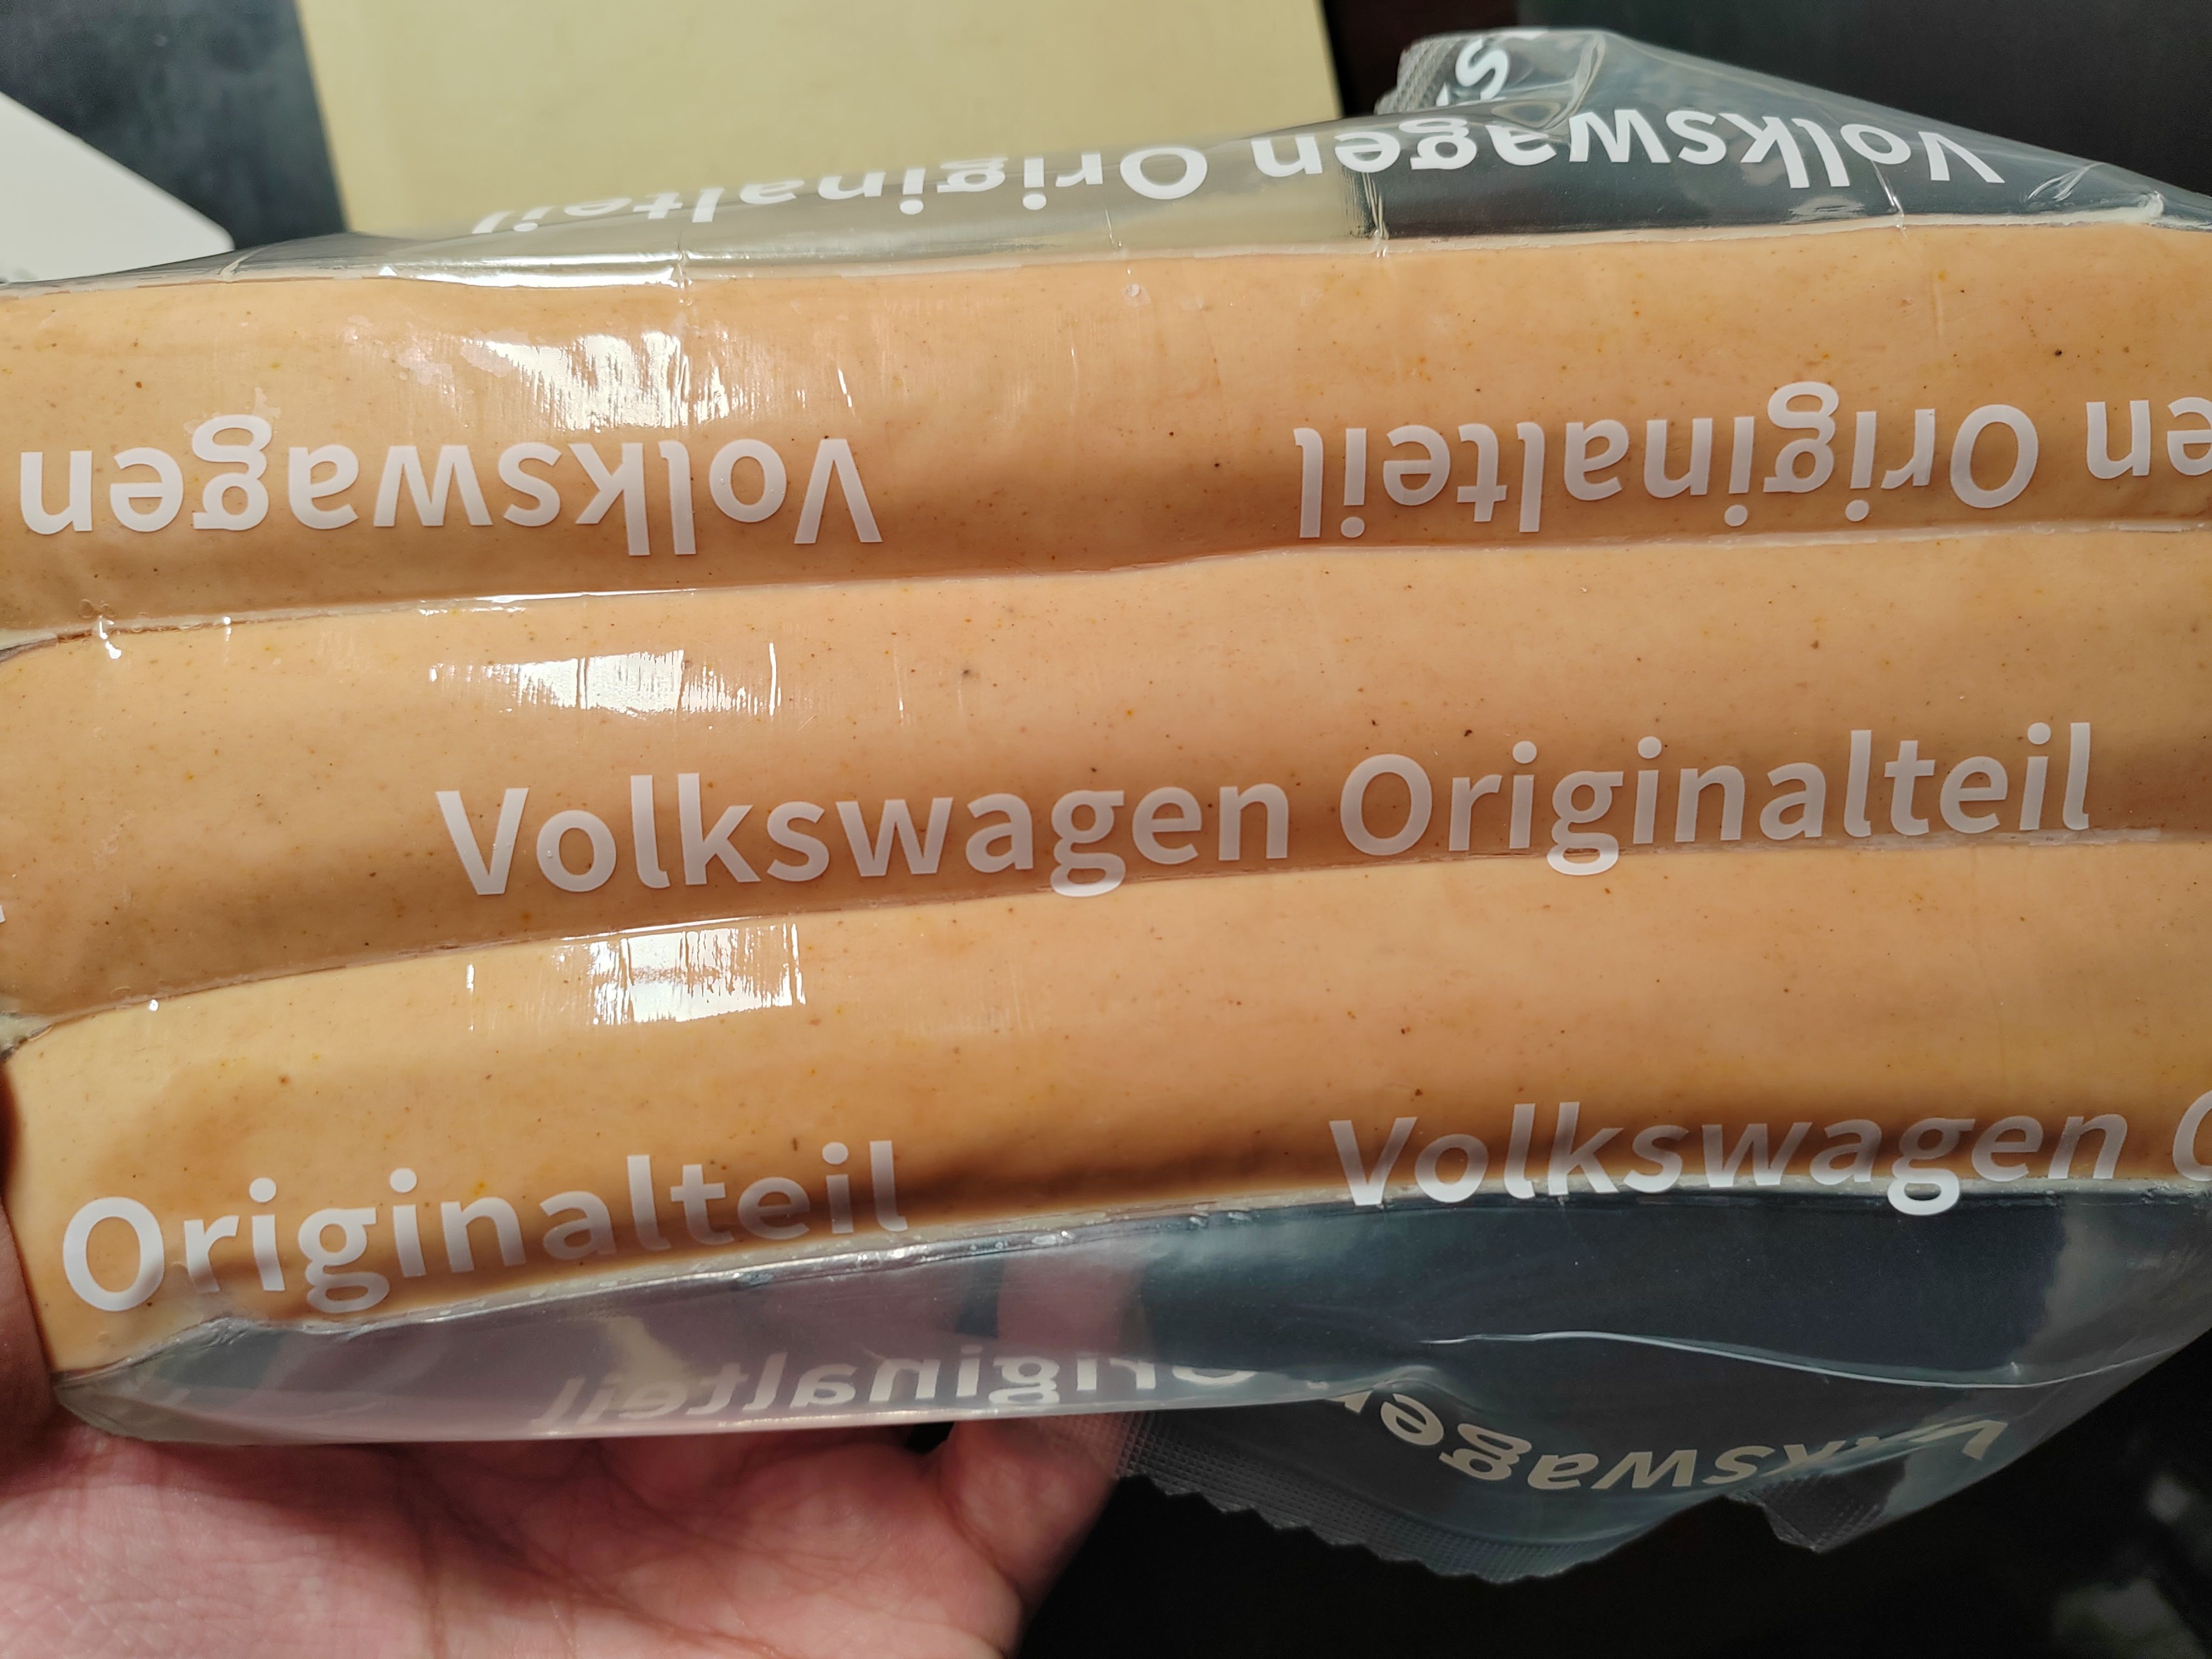 Volkswagen Originalteil
Volkswagen
en Originalteil
Volkswagen Originalteil
Originalteil
Volkswagen O
Originalteil